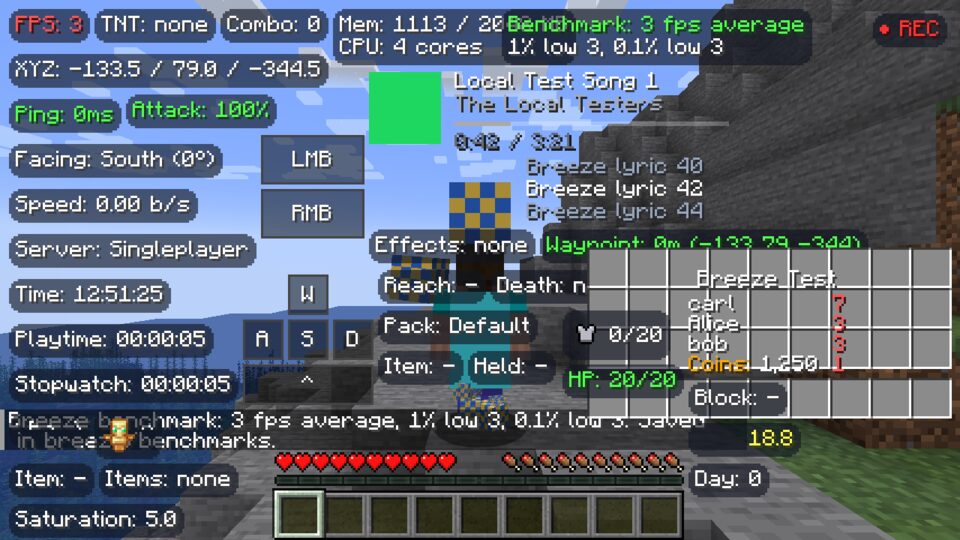 FPS: 3
TNT: none
Combo: 0
Mem: 1113 / 20
CPU: 4 cores
Benchmark: 3 fps average
1% low 3, 0.1% low 3
● REC
XYZ: -133.5 / 79.0 / -344.5
Local Test Song 1
The Local Testers
0:42 / 3:21
Ping: 0ms
Attack: 100%
Facing: South (0°)
LMB
Breeze lyric 40
Breeze lyric 42
Breeze lyric 44
Speed: 0.00 b/s
RMB
Server: Singleplayer
Effects: none
Waypoint: 0m (-133 79 -344)
Time: 12:51:25
W
Reach: -
Death: n
Breeze Test
carl 7
Alice 3
bob 3
Coins: 1,250 1
Playtime: 00:00:05
A
S
D
Pack: Default
0/20
Stopwatch: 00:00:05
^
Item: -
Held: -
HP: 20/20
Block: -
Breeze benchmark: 3 fps average, 1% low 3, 0.1% low 3. Saved
in breeze benchmarks.
18.8
Item: -
Items: none
Day: 0
Saturation: 5.0